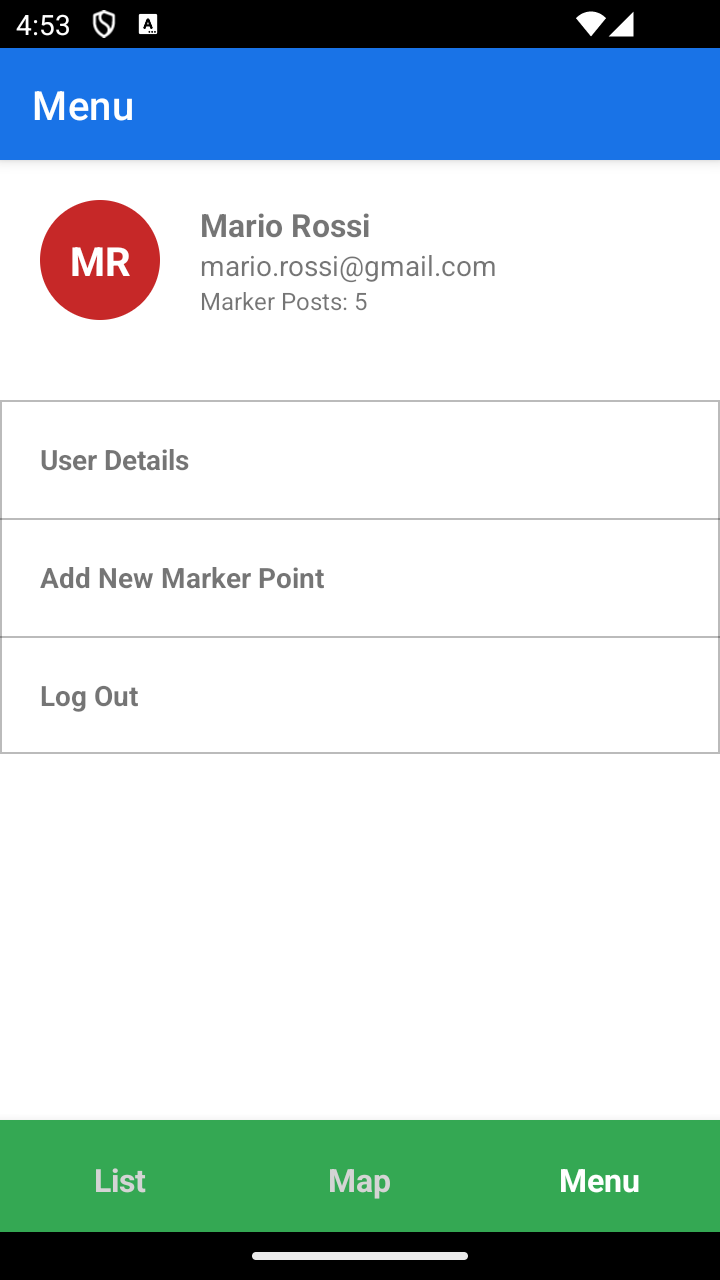 4:53
A
Menu
MR
Mario Rossi
mario.rossi@gmail.com
Marker Posts: 5
User Details
Add New Marker Point
Log Out
List
Map
Menu